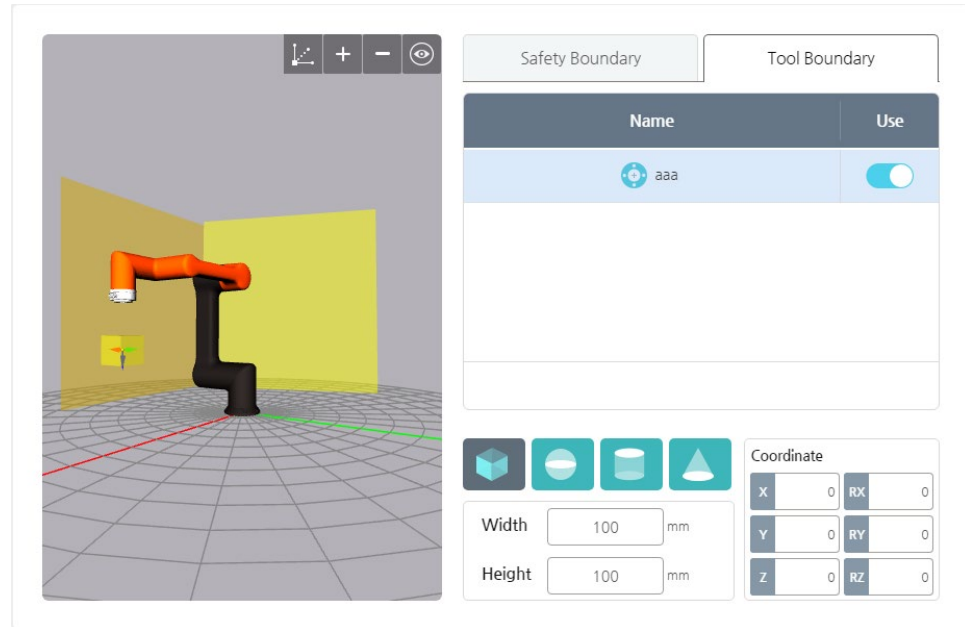 Safety Boundary
Tool Boundary
Name
Use
aaa
Coordinate
X 0 RX 0
Width 100 mm
Y 0 RY 0
Height 100 mm
Z 0 RZ 0